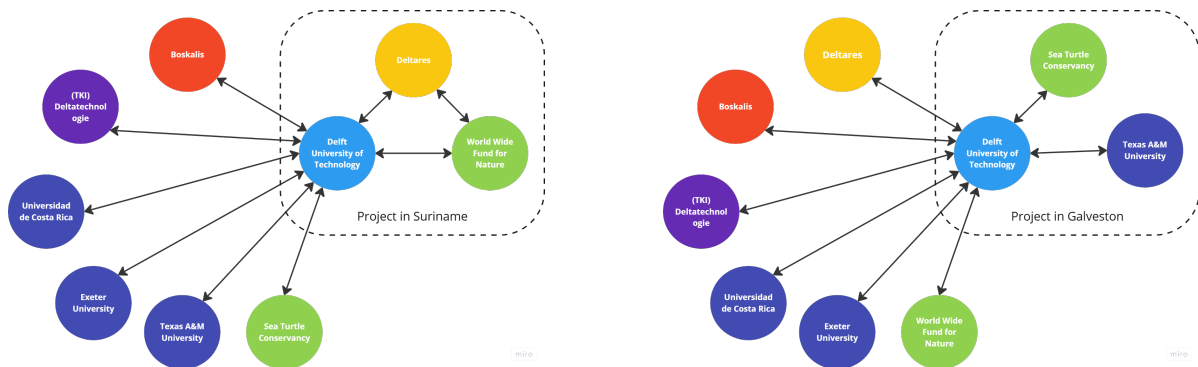 Boskalis
Deltares
(TKI)
Deltatechnol
ogie
Delft
University of
Technology
World Wide
Fund for
Nature
Universidad
de Costa Rica
Project in Suriname
Exeter
University
Texas A&M
University
Sea Turtle
Conservancy
miro
Deltares
Sea Turtle
Conservancy
Boskalis
Delft
University of
Technology
Texas A&M
University
(TKI)
Deltatechnol
ogie
Project in Galveston
Universidad
de Costa Rica
Exeter
University
World Wide
Fund for
Nature
miro